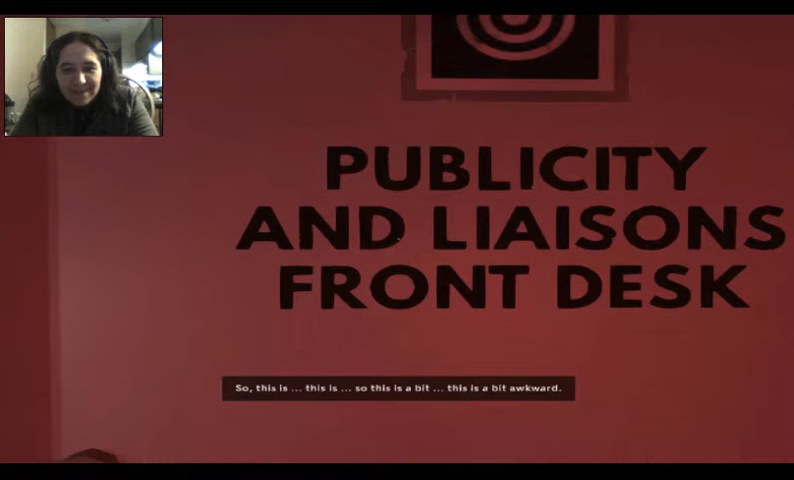 PUBLICITY
AND LIAISONS
FRONT DESK
So, this is ... this is ... so this is a bit ... this is a bit awkward.